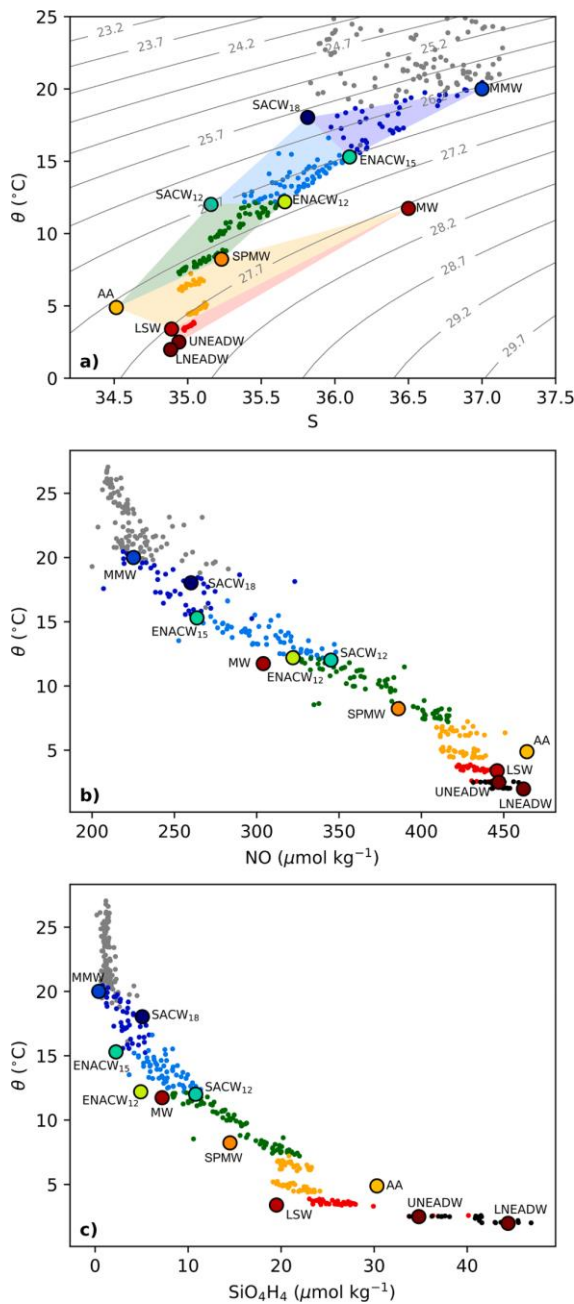 25
20
15
10
5
0
θ (°C)
23.2
23.7
24.2
24.7
25.2
25.7
27.2
27.7
28.2
28.7
29.2
29.7
MMW
SACW18
ENACW15
SACW12
ENACW12
MW
SPMW
AA
LSW
UNEADW
LNEADW
a)
34.5 35.0 35.5 36.0 36.5 37.0 37.5
S
25
20
15
10
5
θ (°C)
MMW
SACW18
ENACW15
SACW12
MW
ENACW12
SPMW
AA
LSW
UNEADW
LNEADW
b)
200 250 300 350 400 450
NO (μmol kg⁻¹)
25
20
15
10
5
θ (°C)
MMW
SACW18
ENACW15
ENACW12
SACW12
MW
SPMW
AA
LSW
UNEADW
LNEADW
c)
0 10 20 30 40
SiO4H4 (μmol kg⁻¹)